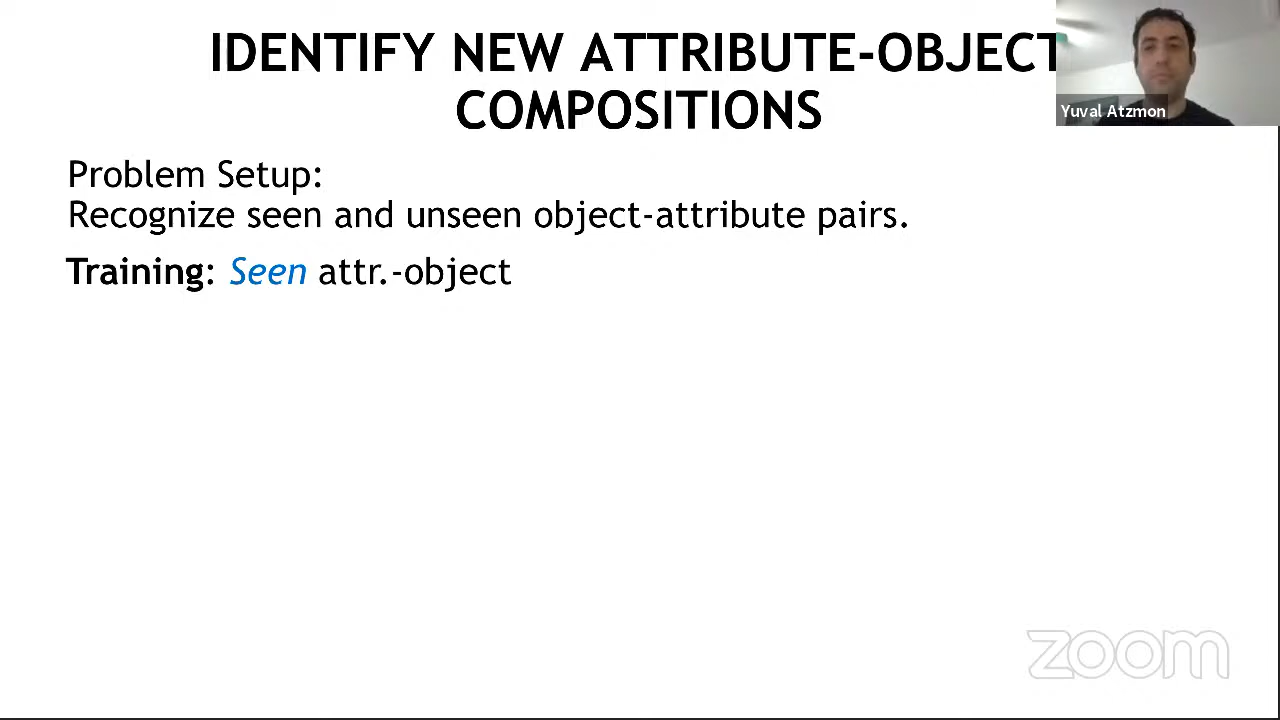 IDENTIFY NEW ATTRIBUTE-OBJECT
COMPOSITIONS
Yuval Atzmon
Problem Setup:
Recognize seen and unseen object-attribute pairs.
Training: Seen attr.-object
zoom